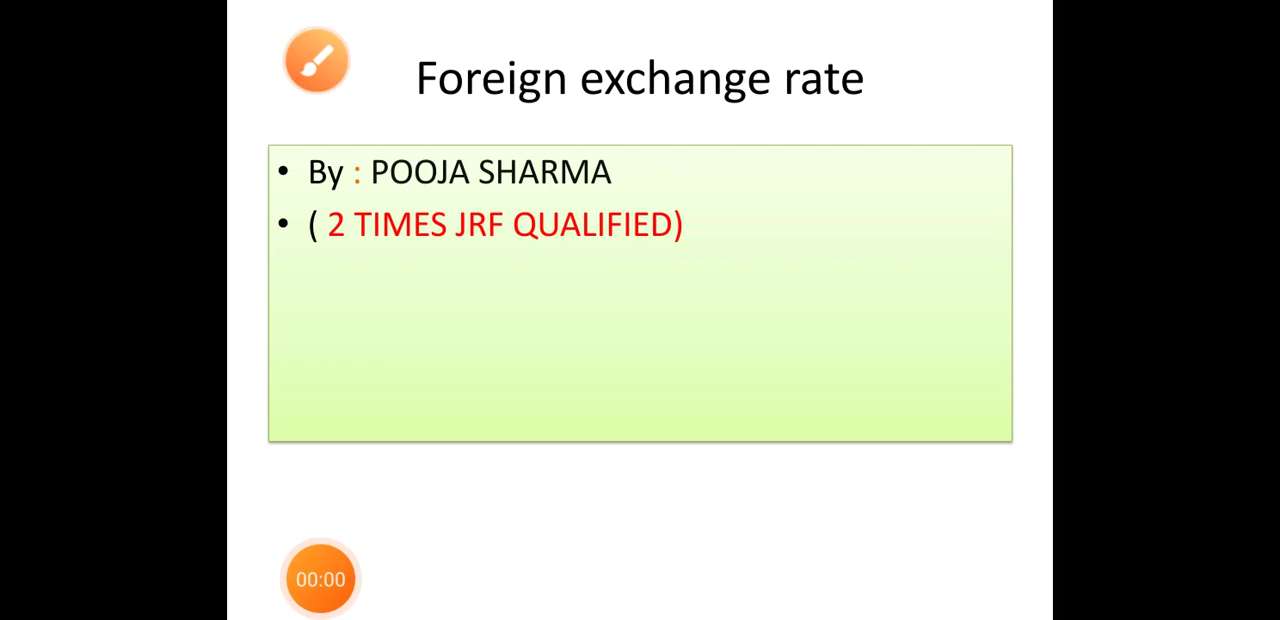 Foreign exchange rate
• By : POOJA SHARMA
• ( 2 TIMES JRF QUALIFIED)
00:00